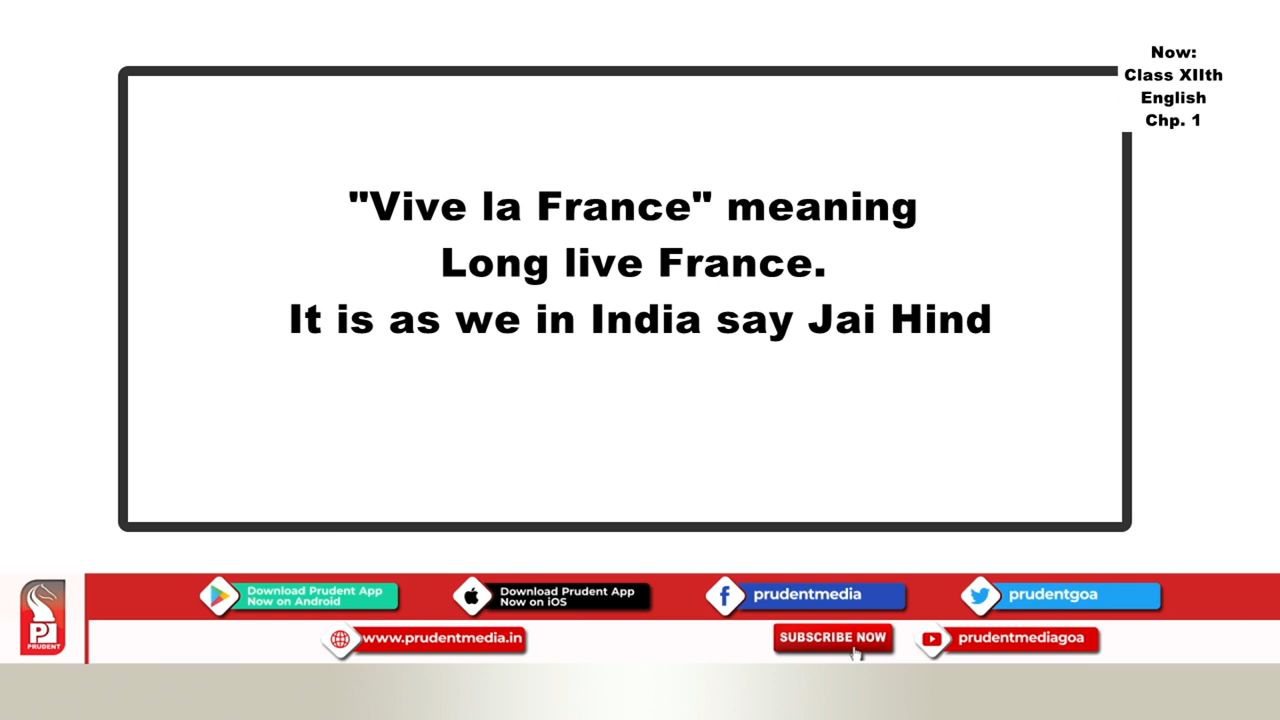 Now:
Class XIIth
English
Chp. 1
"Vive la France" meaning
Long live France.
It is as we in India say Jai Hind
Download Prudent App
Now on Android
Download Prudent App
Now on iOS
prudentmedia
prudentgoa
www.prudentmedia.in
SUBSCRIBE NOW
prudentmediagoa
PRUDENT